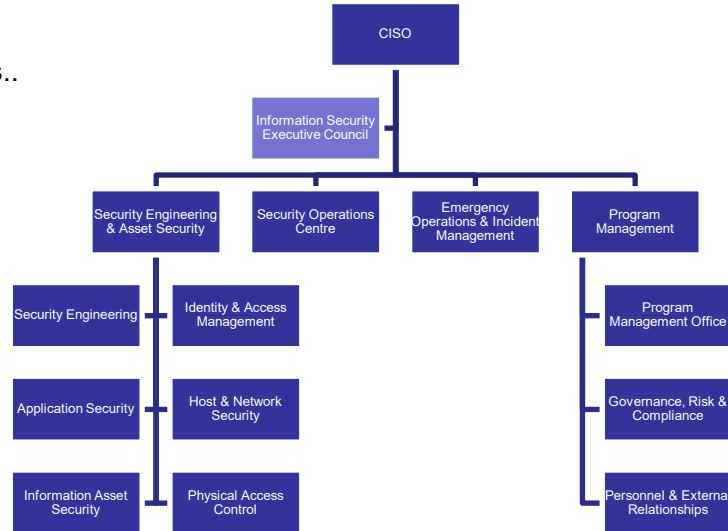 CISO
s..
Information Security
Executive Council
Security Engineering
& Asset Security
Security Operations
Centre
Emergency
Operations & Incident
Management
Program
Management
Security Engineering
Identity & Access
Management
Program
Management Office
Application Security
Host & Network
Security
Governance, Risk &
Compliance
Information Asset
Security
Physical Access
Control
Personnel & External
Relationships